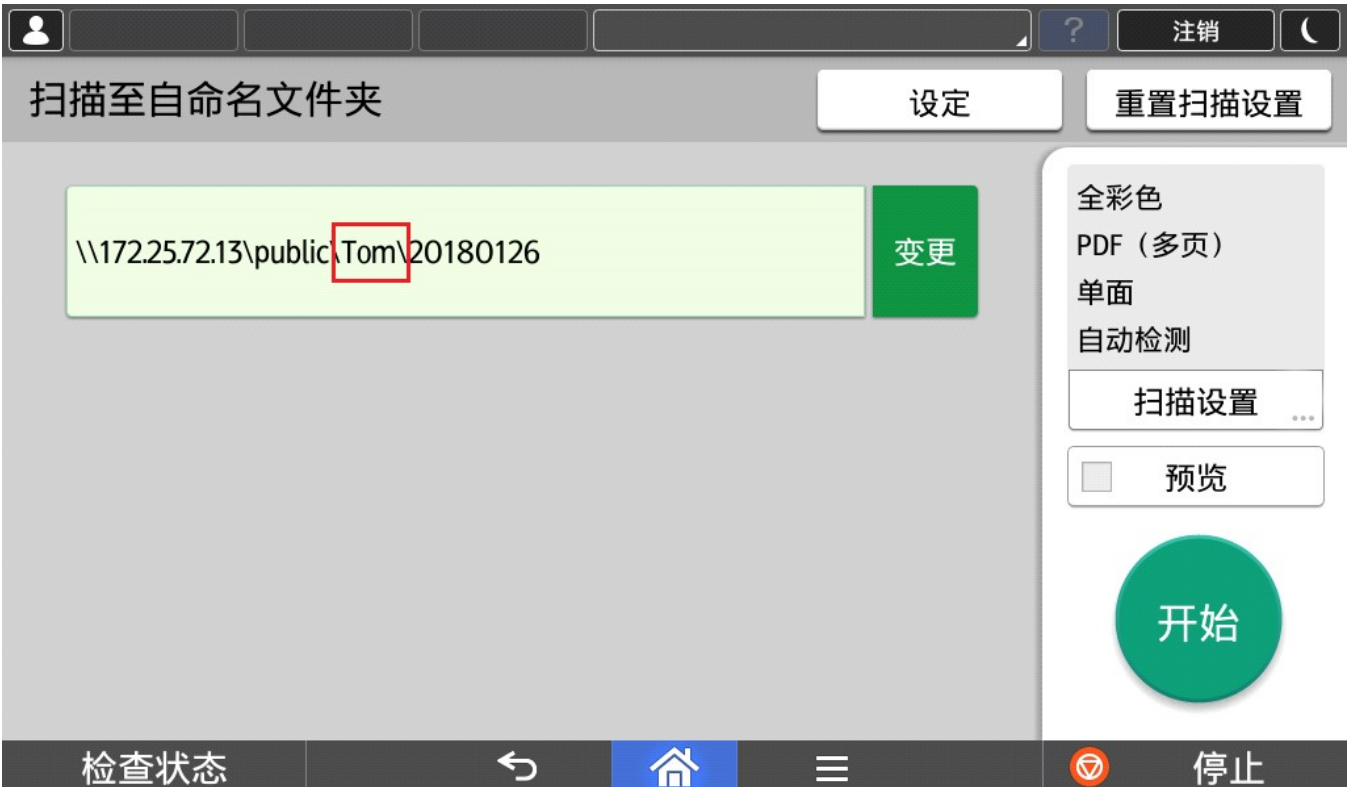 ? 注销
扫描至自命名文件夹 设定 重置扫描设置
\\172.25.72.13\public\Tom\20180126 变更
全彩色
PDF（多页）
单面
自动检测
扫描设置 ...
预览
开始
检查状态 停止